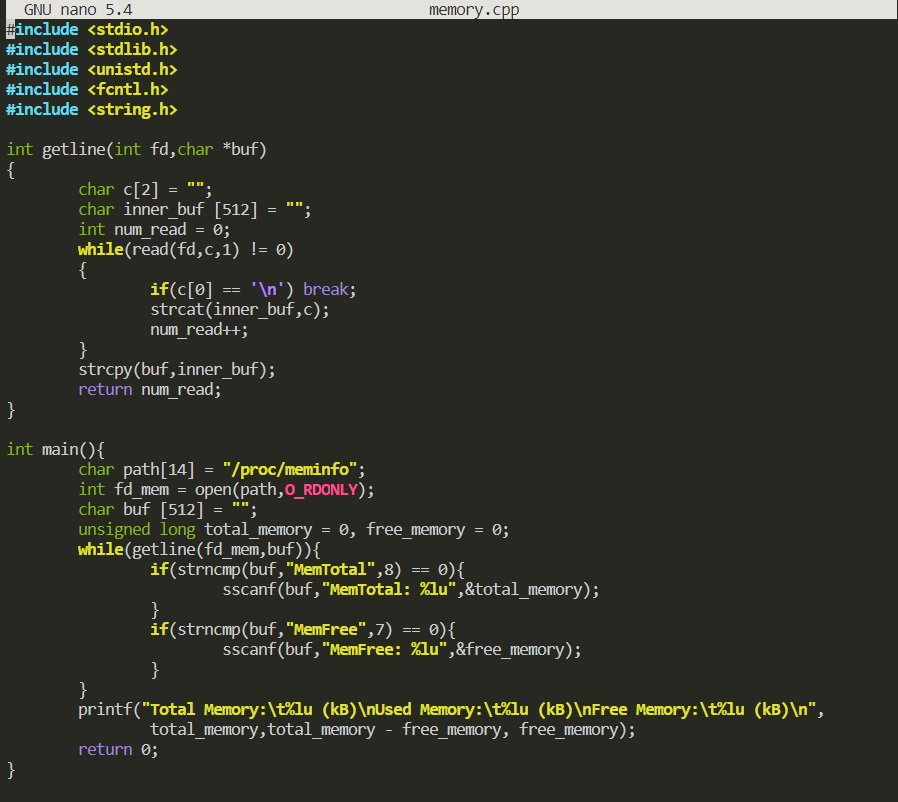 GNU nano 5.4 memory.cpp
#include <stdio.h>
#include <stdlib.h>
#include <unistd.h>
#include <fcntl.h>
#include <string.h>
int getline(int fd,char *buf)
{
char c[2] = "";
char inner_buf [512] = "";
int num_read = 0;
while(read(fd,c,1) != 0)
{
if(c[0] == '\n') break;
strcat(inner_buf,c);
num_read++;
}
strcpy(buf,inner_buf);
return num_read;
}
int main(){
char path[14] = "/proc/meminfo";
int fd_mem = open(path,O_RDONLY);
char buf [512] = "";
unsigned long total_memory = 0, free_memory = 0;
while(getline(fd_mem,buf)){
if(strncmp(buf,"MemTotal",8) == 0){
sscanf(buf,"MemTotal: %lu",&total_memory);
}
if(strncmp(buf,"MemFree",7) == 0){
sscanf(buf,"MemFree: %lu",&free_memory);
}
}
printf("Total Memory:\t%lu (kB)\nUsed Memory:\t%lu (kB)\nFree Memory:\t%lu (kB)\n",
total_memory,total_memory - free_memory, free_memory);
return 0;
}